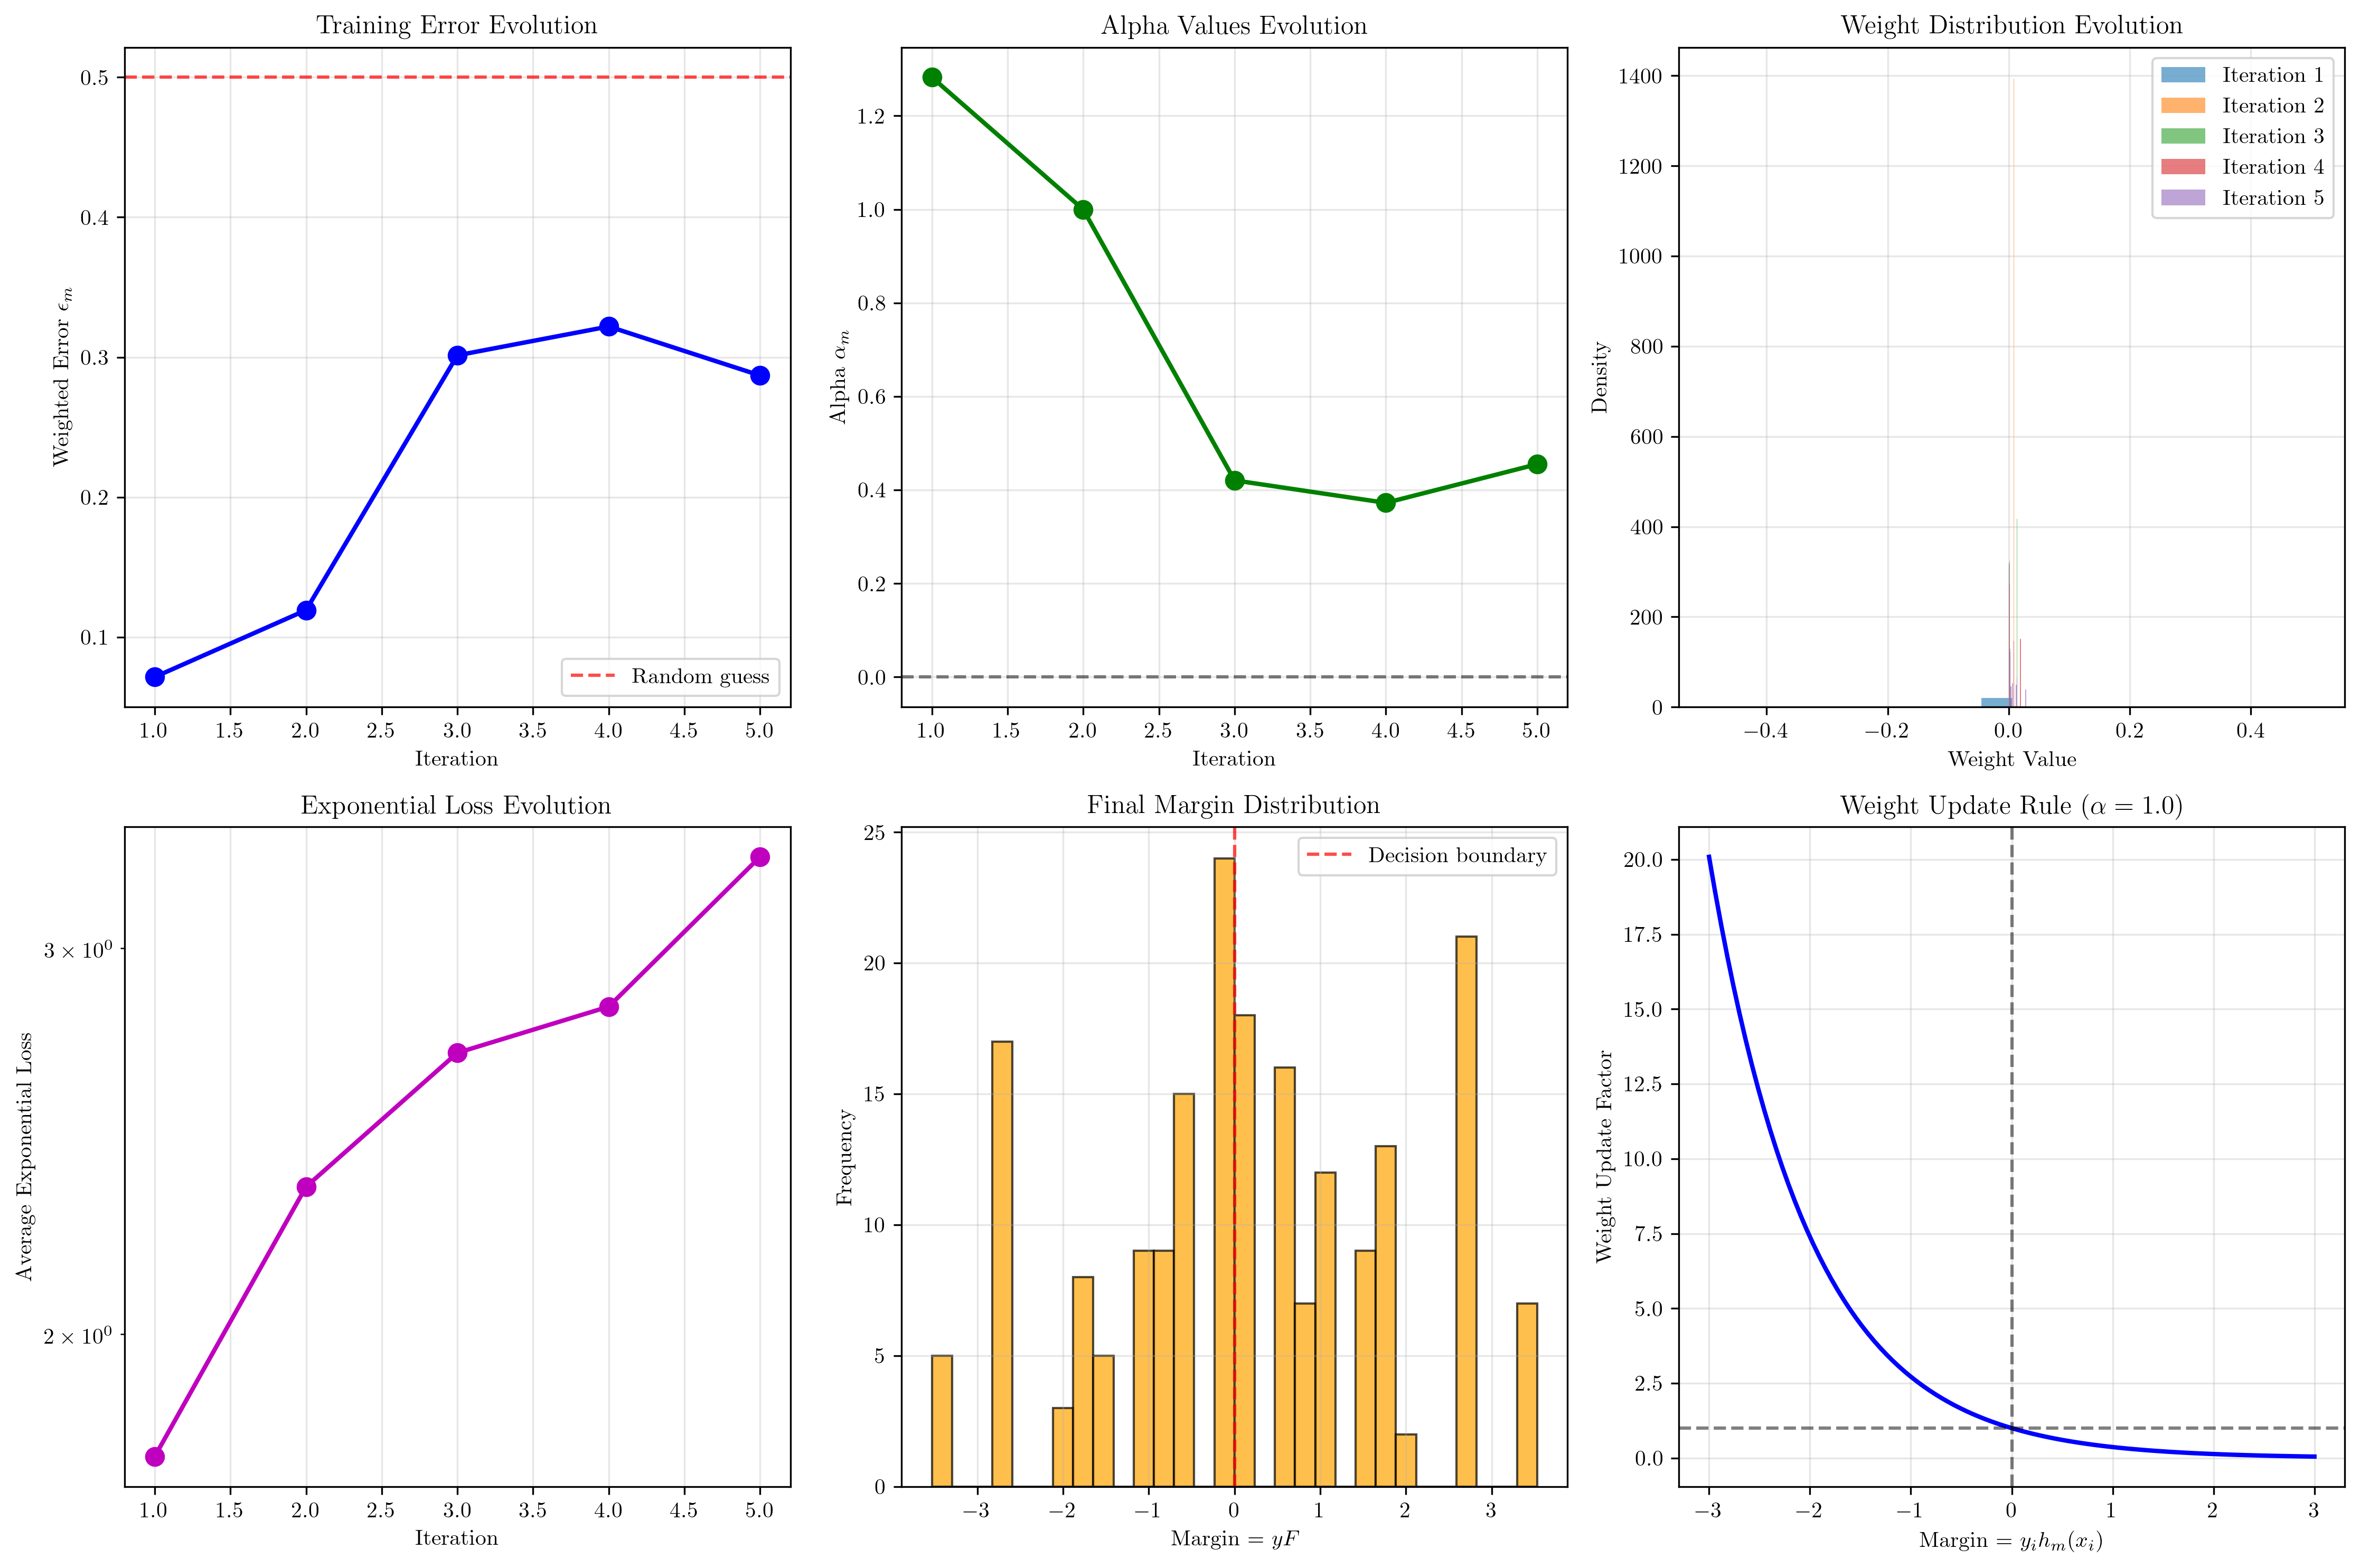 Training Error Evolution
Weighted Error $\epsilon_m$
0.5
0.4
0.3
0.2
0.1
Random guess
1.0 1.5 2.0 2.5 3.0 3.5 4.0 4.5 5.0
Iteration
Alpha Values Evolution
Alpha $\alpha_m$
1.2
1.0
0.8
0.6
0.4
0.2
0.0
1.0 1.5 2.0 2.5 3.0 3.5 4.0 4.5 5.0
Iteration
Weight Distribution Evolution
Density
1400
1200
1000
800
600
400
200
0
Iteration 1
Iteration 2
Iteration 3
Iteration 4
Iteration 5
−0.4 −0.2 0.0 0.2 0.4
Weight Value
Exponential Loss Evolution
Average Exponential Loss
3 × 10⁰
2 × 10⁰
1.0 1.5 2.0 2.5 3.0 3.5 4.0 4.5 5.0
Iteration
Final Margin Distribution
Frequency
25
20
15
10
5
0
Decision boundary
−3 −2 −1 0 1 2 3
Margin = $yF$
Weight Update Rule ($\alpha = 1.0$)
Weight Update Factor
20.0
17.5
15.0
12.5
10.0
7.5
5.0
2.5
0.0
−3 −2 −1 0 1 2 3
Margin = $y_i h_m(x_i)$